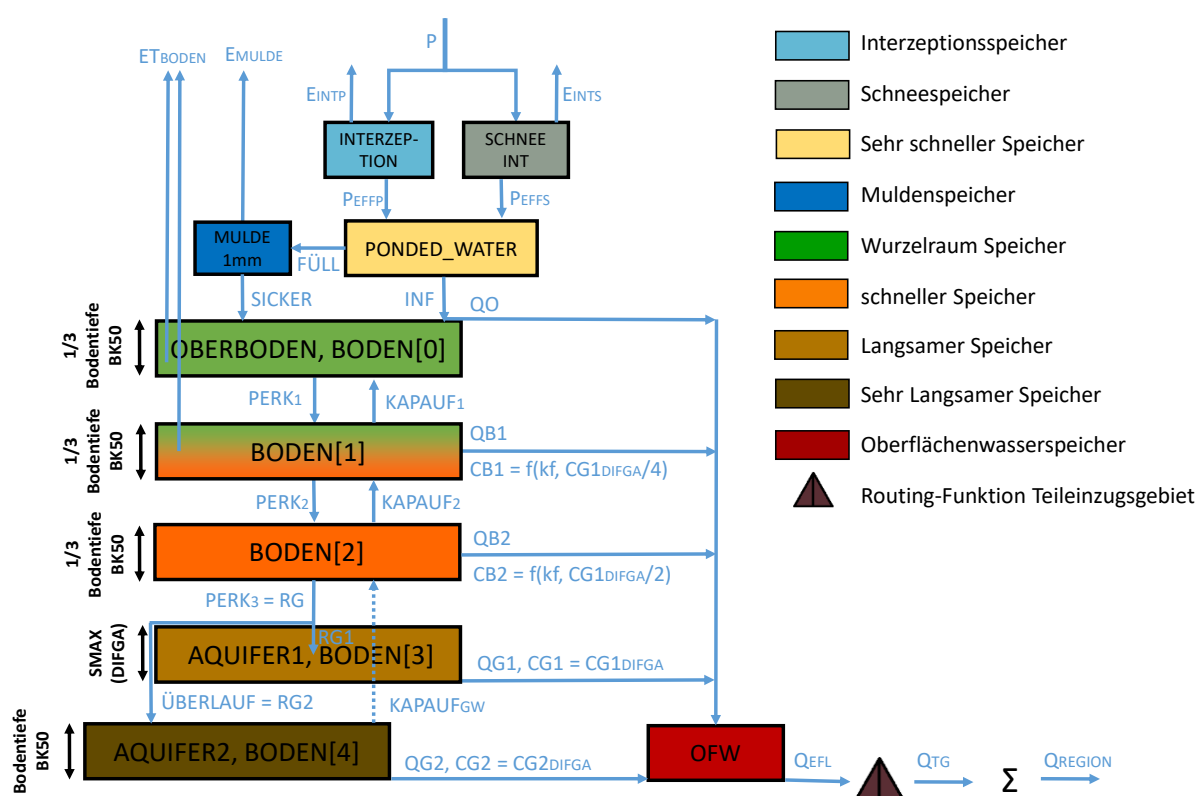 P
ETBODEN
EMULDE
EINTP
EINTS
INTERZEP-
TION
SCHNEE
INT
PEFFP
PEFFS
MULDE
1mm
FÜLL
PONDED_WATER
SICKER
INF
QO
1/3
Bodentiefe
BK50
OBERBODEN, BODEN[0]
PERK1
KAPAUF1
1/3
Bodentiefe
BK50
BODEN[1]
QB1
CB1 = f(kf, CG1DIFGA/4)
PERK2
KAPAUF2
1/3
Bodentiefe
BK50
BODEN[2]
QB2
CB2 = f(kf, CG1DIFGA/2)
PERK3 = RG
RG1
SMAX
(DIFGA)
AQUIFER1, BODEN[3]
QG1, CG1 = CG1DIFGA
ÜBERLAUF = RG2
KAPAUFGW
Bodentiefe
BK50
AQUIFER2, BODEN[4]
QG2, CG2 = CG2DIFGA
OFW
QEFL
QTG
Σ
QREGION
Interzeptionsspeicher
Schneespeicher
Sehr schneller Speicher
Muldenspeicher
Wurzelraum Speicher
schneller Speicher
Langsamer Speicher
Sehr Langsamer Speicher
Oberflächenwasserspeicher
Routing-Funktion Teileinzugsgebiet